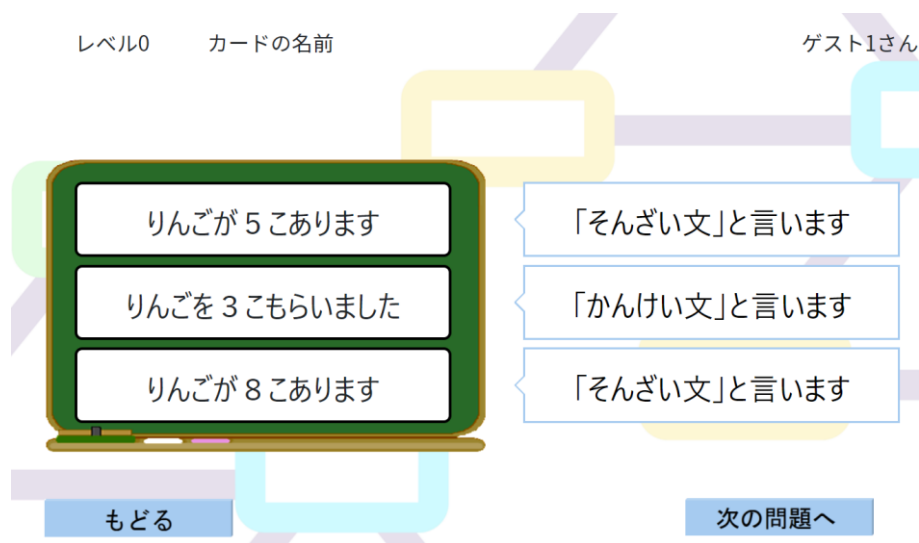 レベル0 カードの名前 ゲスト1さん
りんごが5こあります 「そんざい文」と言います
りんごを3こもらいました 「かんけい文」と言います
りんごが8こあります 「そんざい文」と言います
もどる 次の問題へ